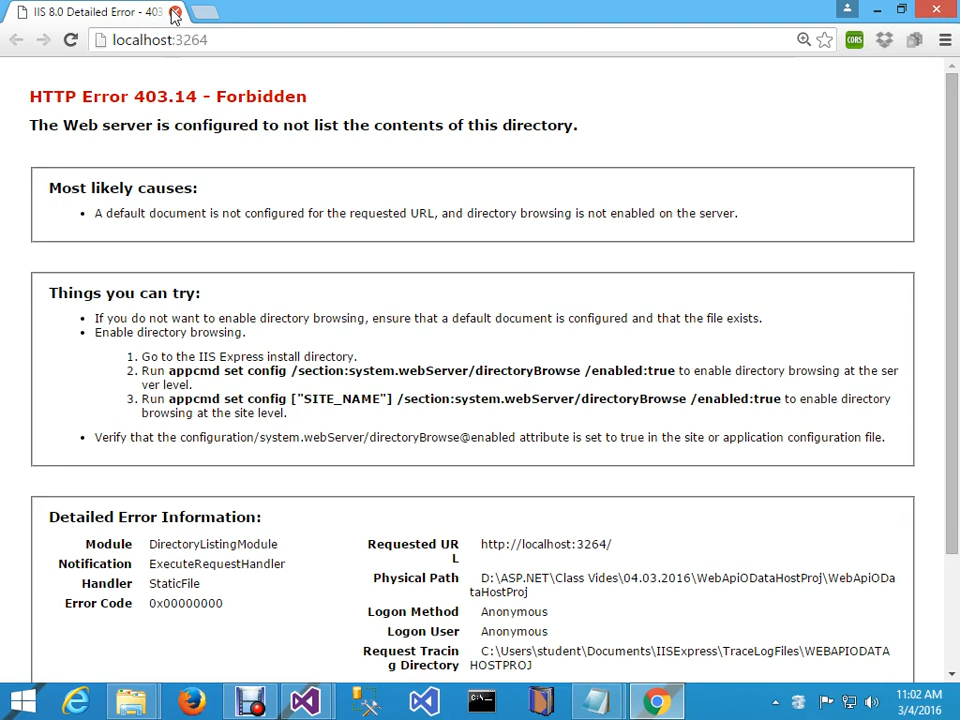 IIS 8.0 Detailed Error - 403
localhost:3264
CORS
HTTP Error 403.14 - Forbidden
The Web server is configured to not list the contents of this directory.
Most likely causes:
• A default document is not configured for the requested URL, and directory browsing is not enabled on the server.
Things you can try:
• If you do not want to enable directory browsing, ensure that a default document is configured and that the file exists.
• Enable directory browsing.
1. Go to the IIS Express install directory.
2. Run appcmd set config /section:system.webServer/directoryBrowse /enabled:true to enable directory browsing at the ser
ver level.
3. Run appcmd set config ["SITE_NAME"] /section:system.webServer/directoryBrowse /enabled:true to enable directory
browsing at the site level.
• Verify that the configuration/system.webServer/directoryBrowse@enabled attribute is set to true in the site or application configuration file.
Detailed Error Information:
Module DirectoryListingModule
Notification ExecuteRequestHandler
Handler StaticFile
Error Code 0x00000000
Requested UR http://localhost:3264/
L
Physical Path D:\ASP.NET\Class Vides\04.03.2016\WebApiODataHostProj\WebApiODa
taHostProj
Logon Method Anonymous
Logon User Anonymous
Request Tracin C:\Users\student\Documents\IISExpress\TraceLogFiles\WEBAPIODATA
g Directory HOSTPROJ
11:02 AM
3/4/2016